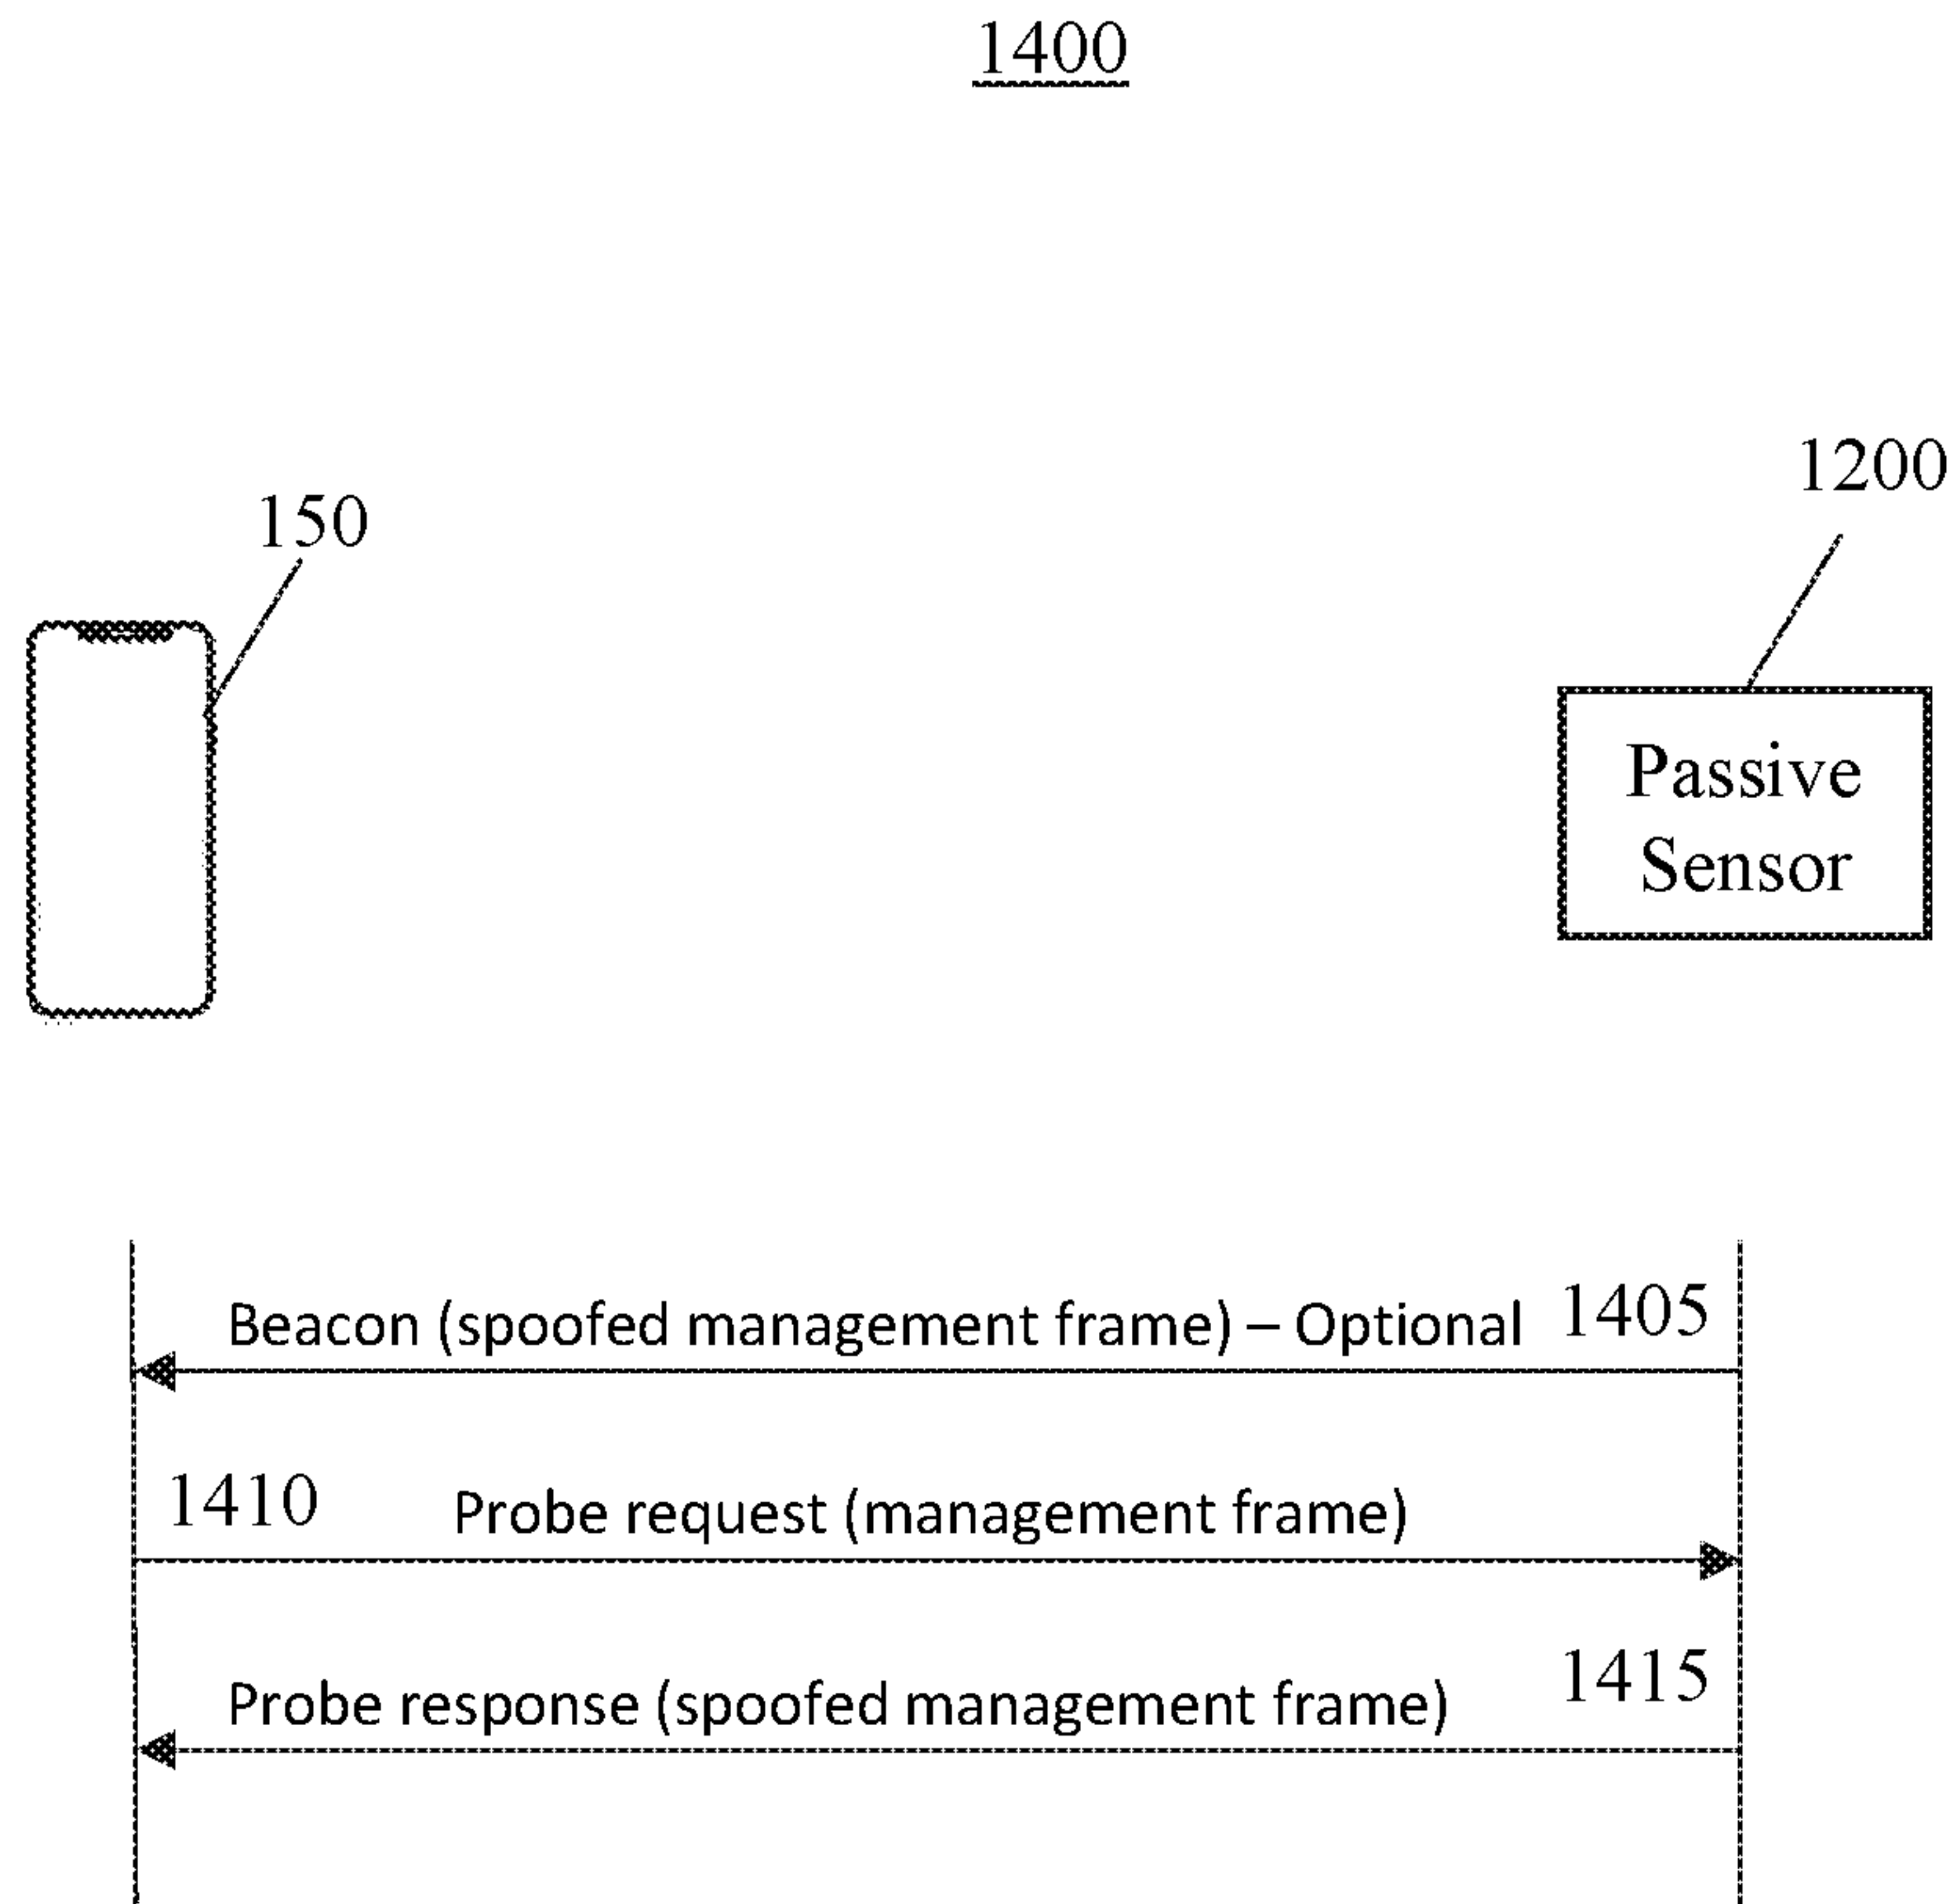 1400
1200
150
Passive
Sensor
Beacon (spoofed management frame) – Optional 1405
1410 Probe request (management frame)
Probe response (spoofed management frame) 1415